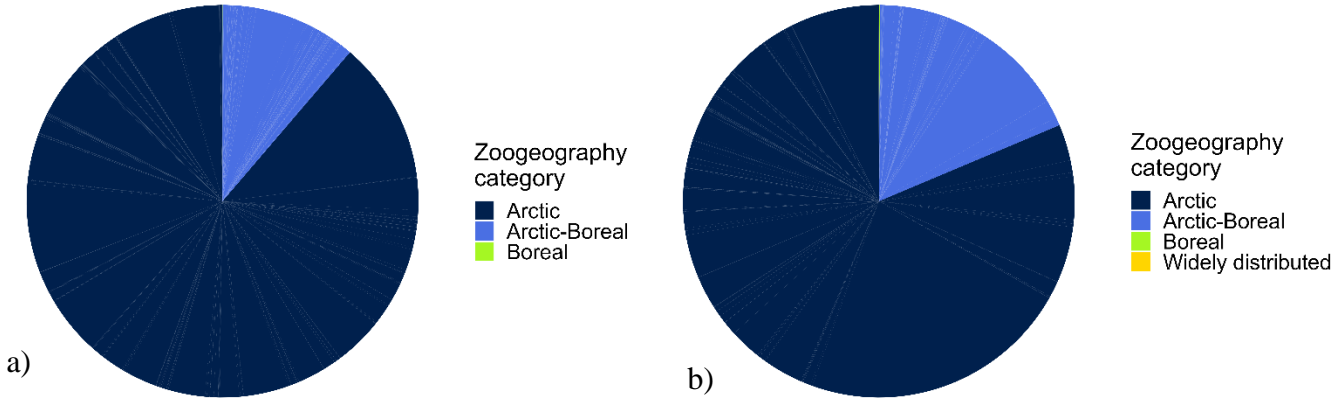 Zoogeography
category
Arctic
Arctic-Boreal
Boreal
a)
Zoogeography
category
Arctic
Arctic-Boreal
Boreal
Widely distributed
b)